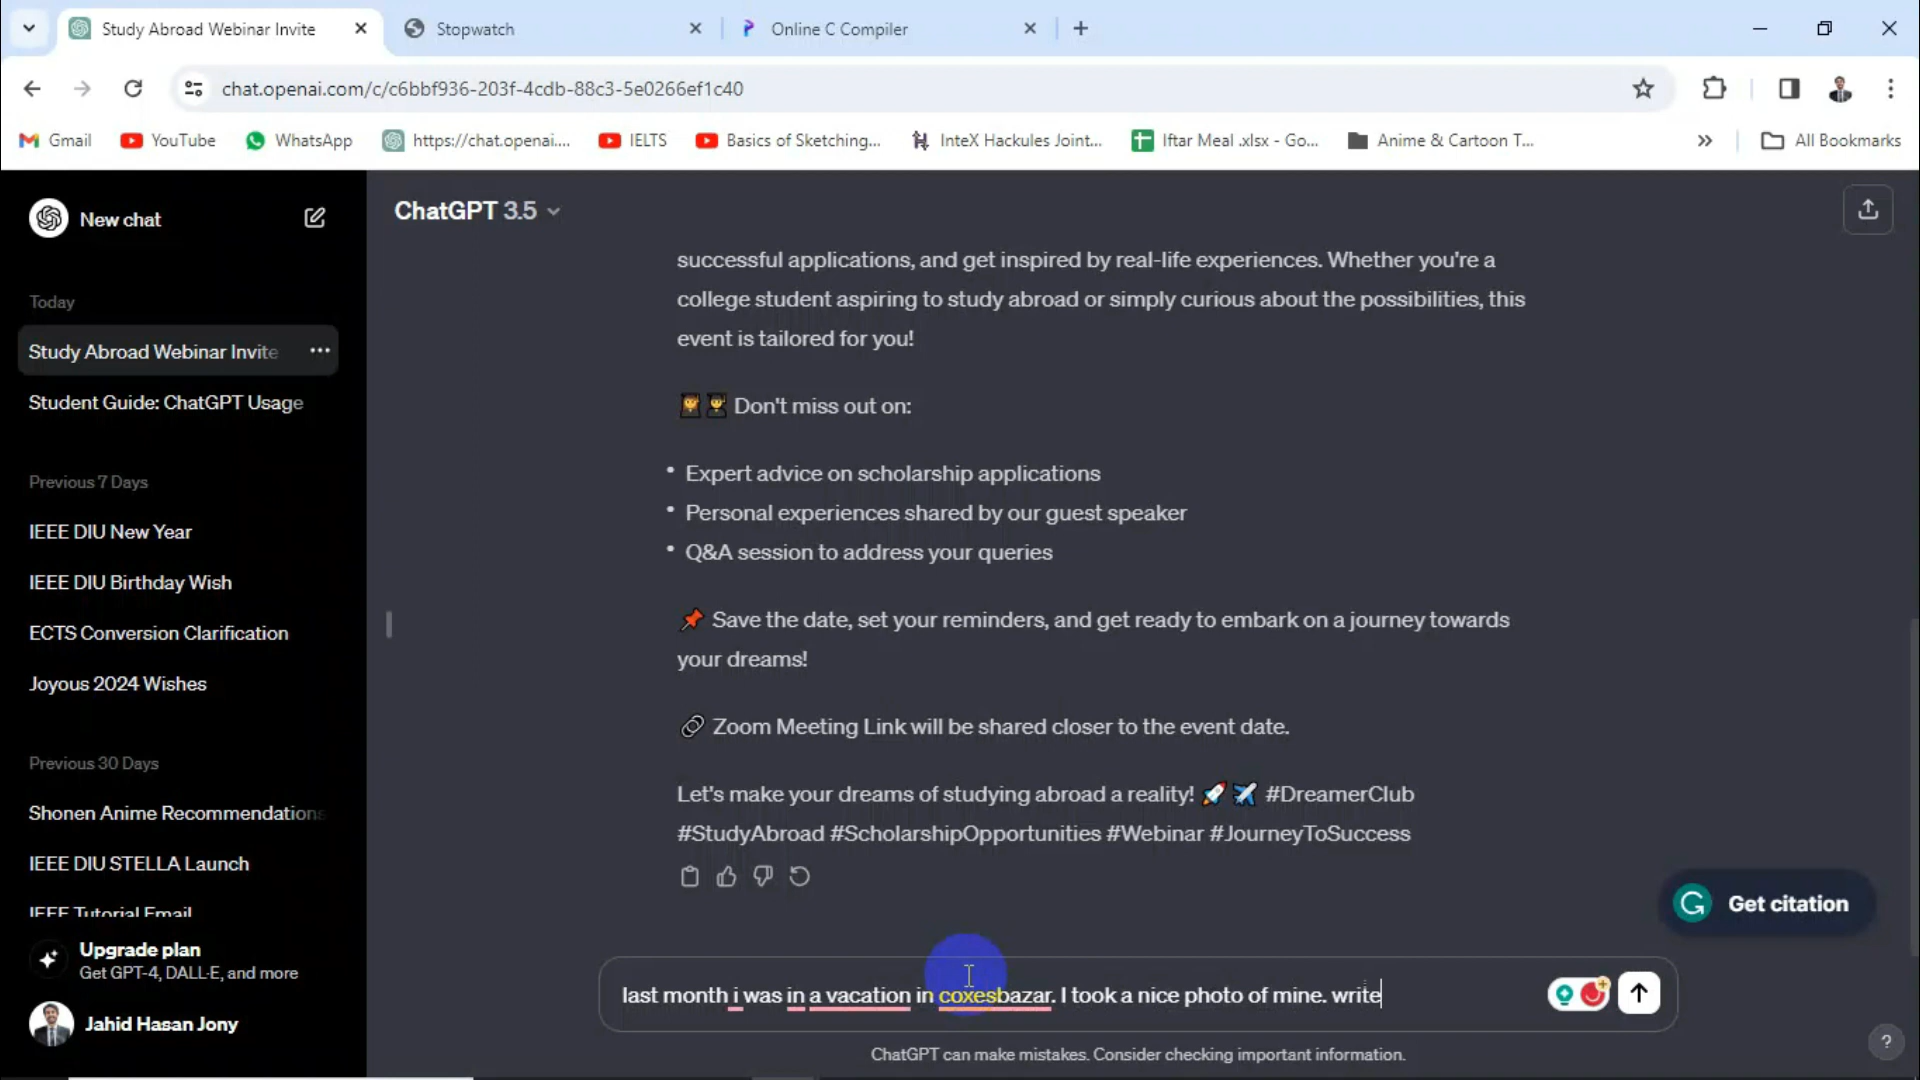 Study Abroad Webinar Invite
Stopwatch
Online C Compiler
chat.openai.com/c/c6bbf936-203f-4cdb-88c3-5e0266ef1c40
Gmail
YouTube
WhatsApp
https://chat.openai....
IELTS
Basics of Sketching...
InteX Hackules Joint...
Iftar Meal .xlsx - Go...
Anime & Cartoon T...
All Bookmarks
New chat
Today
Study Abroad Webinar Invite
Student Guide: ChatGPT Usage
Previous 7 Days
IEEE DIU New Year
IEEE DIU Birthday Wish
ECTS Conversion Clarification
Joyous 2024 Wishes
Previous 30 Days
Shonen Anime Recommendations
IEEE DIU STELLA Launch
IEEE Tutorial Email
Upgrade plan
Get GPT-4, DALL·E, and more
Jahid Hasan Jony
ChatGPT 3.5
successful applications, and get inspired by real-life experiences. Whether you're a
college student aspiring to study abroad or simply curious about the possibilities, this
event is tailored for you!
👩‍🎓👨‍🎓 Don't miss out on:
• Expert advice on scholarship applications
• Personal experiences shared by our guest speaker
• Q&A session to address your queries
📌 Save the date, set your reminders, and get ready to embark on a journey towards
your dreams!
🔗 Zoom Meeting Link will be shared closer to the event date.
Let's make your dreams of studying abroad a reality! 🚀✈️ #DreamerClub
#StudyAbroad #ScholarshipOpportunities #Webinar #JourneyToSuccess
Get citation
last month i was in a vacation in coxesbazar. I took a nice photo of mine. write
ChatGPT can make mistakes. Consider checking important information.
?